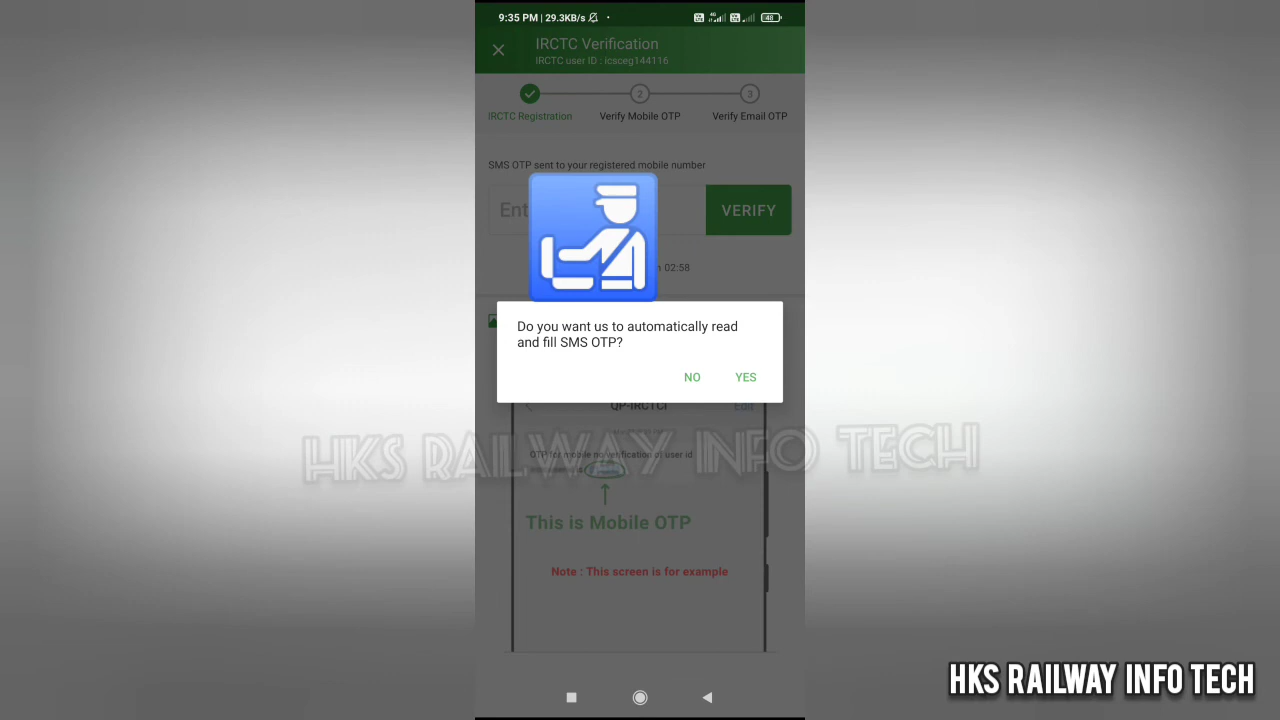 9:35 PM | 29.3KB/s
48
IRCTC Verification
IRCTC user ID : icsceg144116
2
3
IRCTC Registration
Verify Mobile OTP
Verify Email OTP
SMS OTP sent to your registered mobile number
Ent
VERIFY
02:58
Do you want us to automatically read
and fill SMS OTP?
NO
YES
QP-IRCTCi
Edit
HKS RAILWAY INFO TECH
OTP for mobile no verification of user id
This is Mobile OTP
Note : This screen is for example
HKS RAILWAY INFO TECH